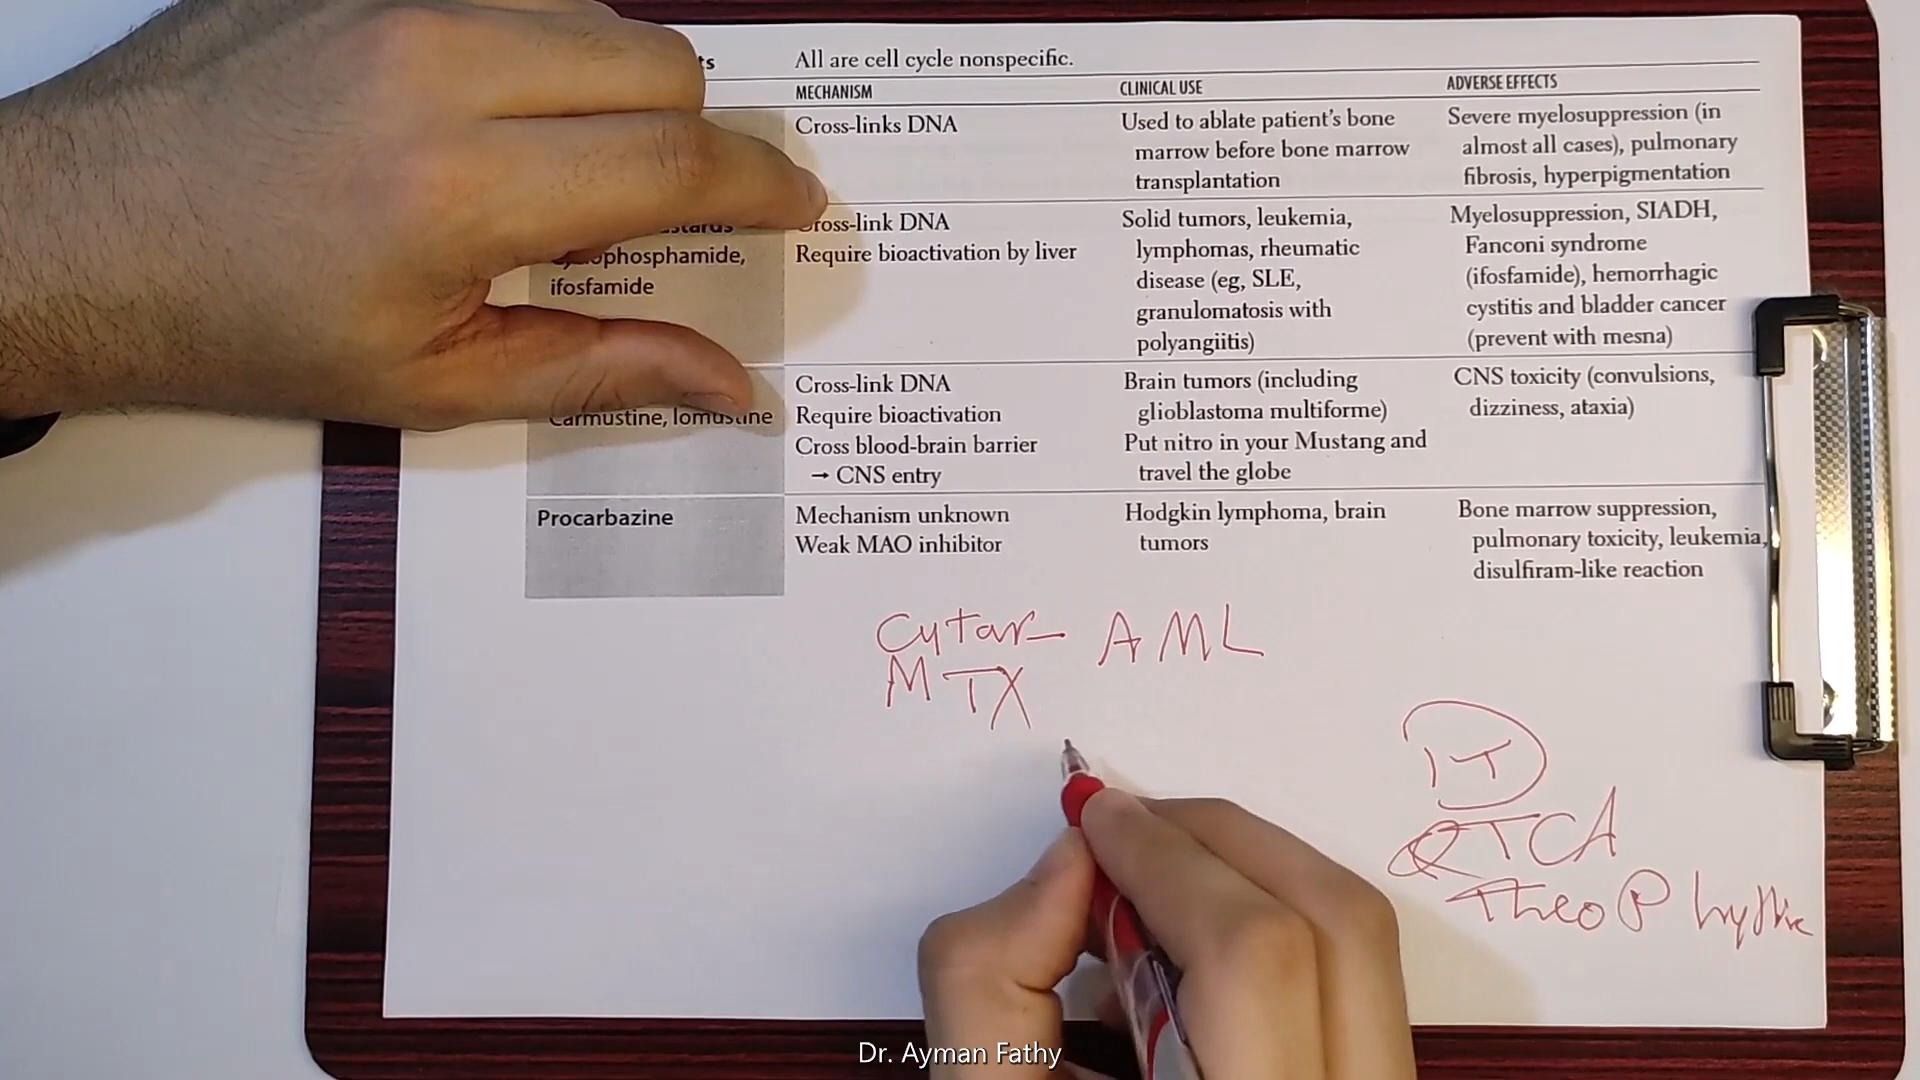 ts All are cell cycle nonspecific.
MECHANISM CLINICAL USE ADVERSE EFFECTS
Cross-links DNA
Used to ablate patient's bone
marrow before bone marrow
transplantation
Severe myelosuppression (in
almost all cases), pulmonary
fibrosis, hyperpigmentation
phosphamide,
ifosfamide
Cross-link DNA
Require bioactivation by liver
Solid tumors, leukemia,
lymphomas, rheumatic
disease (eg, SLE,
granulomatosis with
polyangiitis)
Myelosuppression, SIADH,
Fanconi syndrome
(ifosfamide), hemorrhagic
cystitis and bladder cancer
(prevent with mesna)
Carmustine, lomustine
Cross-link DNA
Require bioactivation
Cross blood-brain barrier
→ CNS entry
Brain tumors (including
glioblastoma multiforme)
Put nitro in your Mustang and
travel the globe
CNS toxicity (convulsions,
dizziness, ataxia)
Procarbazine
Mechanism unknown
Weak MAO inhibitor
Hodgkin lymphoma, brain
tumors
Bone marrow suppression,
pulmonary toxicity, leukemia,
disulfiram-like reaction
Cytar- AML
MTX
IT
TCA
Dr. Ayman Fathy